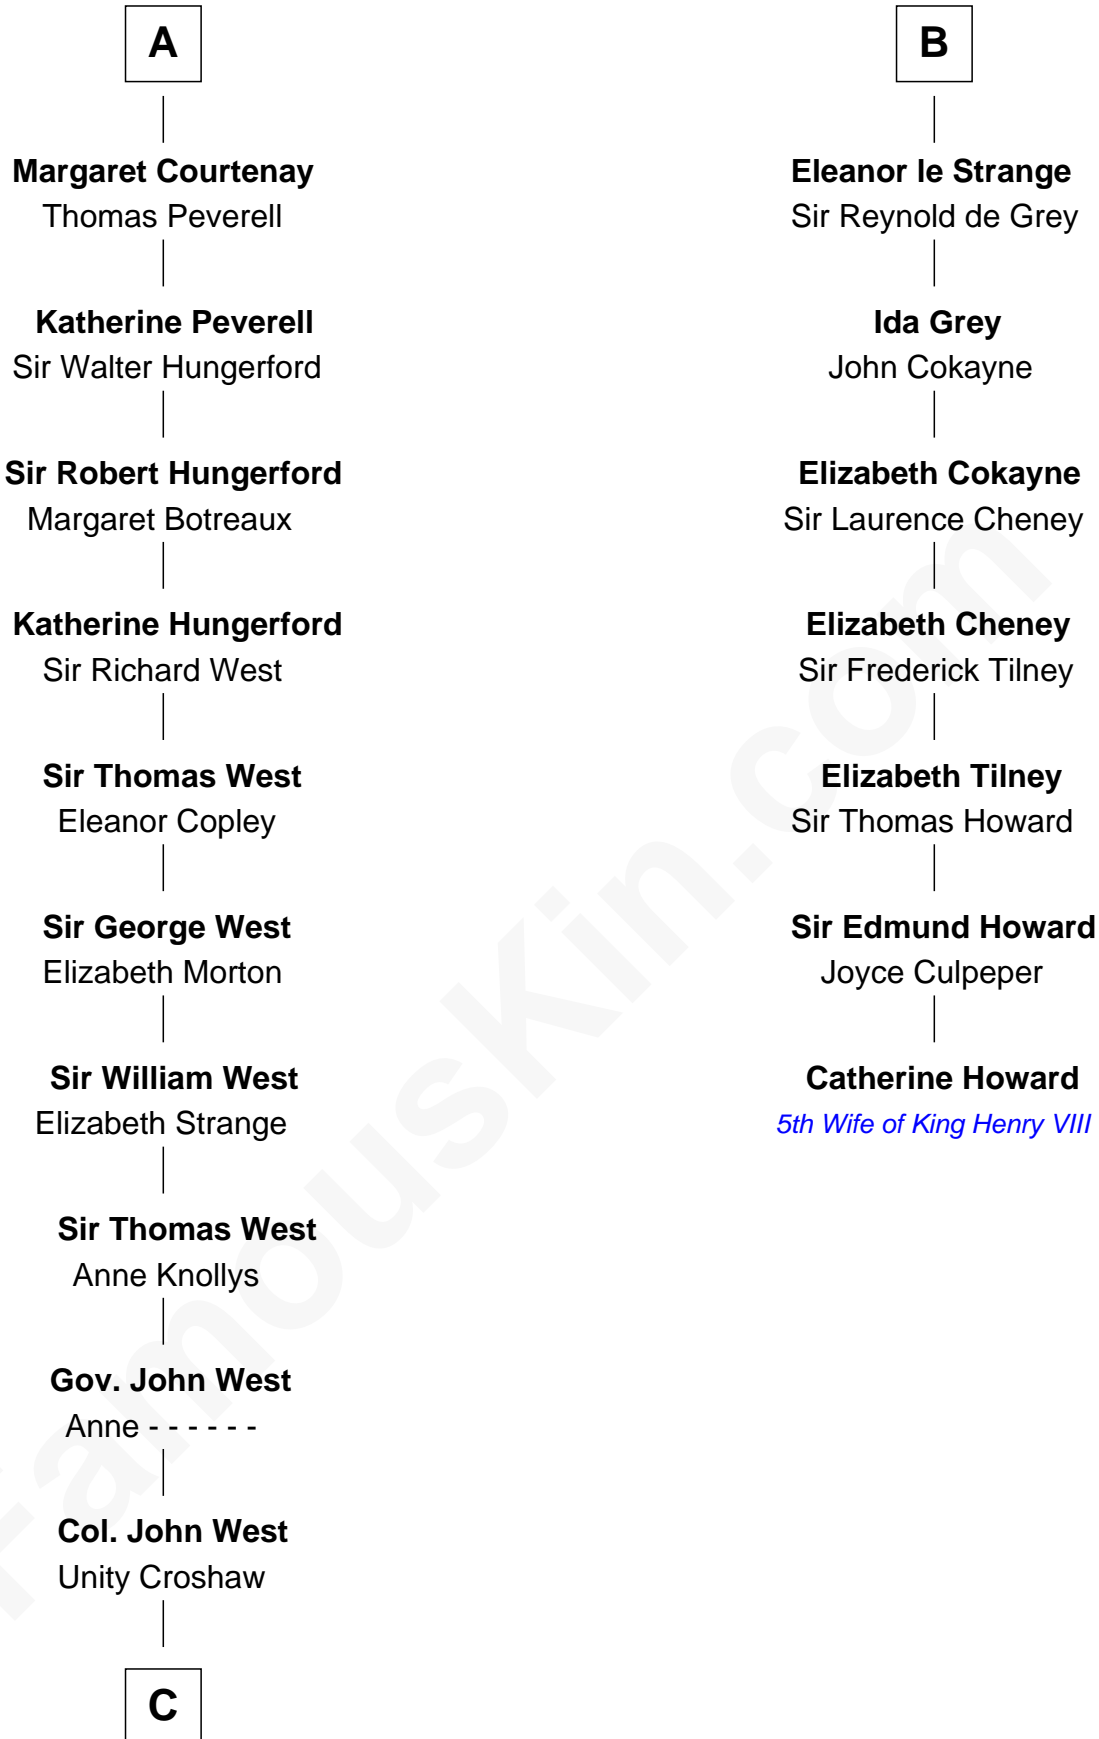 A
Margaret Courtenay
Thomas Peverell
Katherine Peverell
Sir Walter Hungerford
Sir Robert Hungerford
Margaret Botreaux
Katherine Hungerford
Sir Richard West
Sir Thomas West
Eleanor Copley
Sir George West
Elizabeth Morton
Sir William West
Elizabeth Strange
Sir Thomas West
Anne Knollys
Gov. John West
Anne - - - - - -
Col. John West
Unity Croshaw
C
B
Eleanor le Strange
Sir Reynold de Grey
Ida Grey
John Cokayne
Elizabeth Cokayne
Sir Laurence Cheney
Elizabeth Cheney
Sir Frederick Tilney
Elizabeth Tilney
Sir Thomas Howard
Sir Edmund Howard
Joyce Culpeper
Catherine Howard
5th Wife of King Henry VIII
FamousKin.com